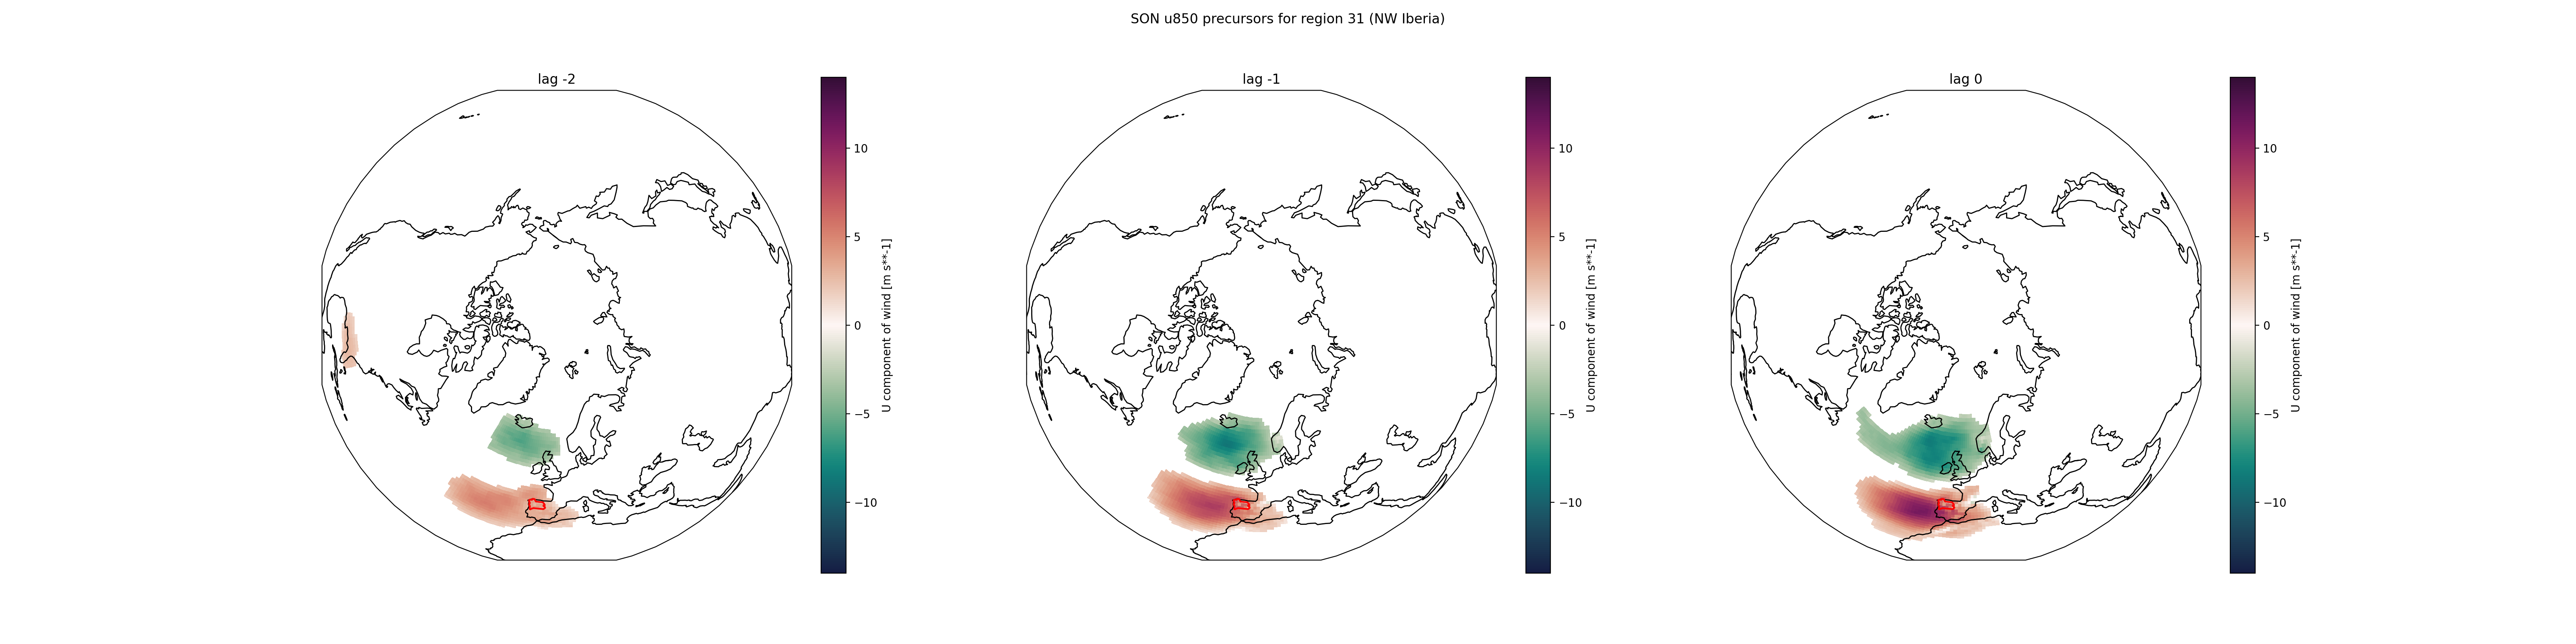 SON u850 precursors for region 31 (NW Iberia)
lag -2
10
5
0
−5
−10
U component of wind [m s**-1]
lag -1
10
5
0
−5
−10
U component of wind [m s**-1]
lag 0
10
5
0
−5
−10
U component of wind [m s**-1]